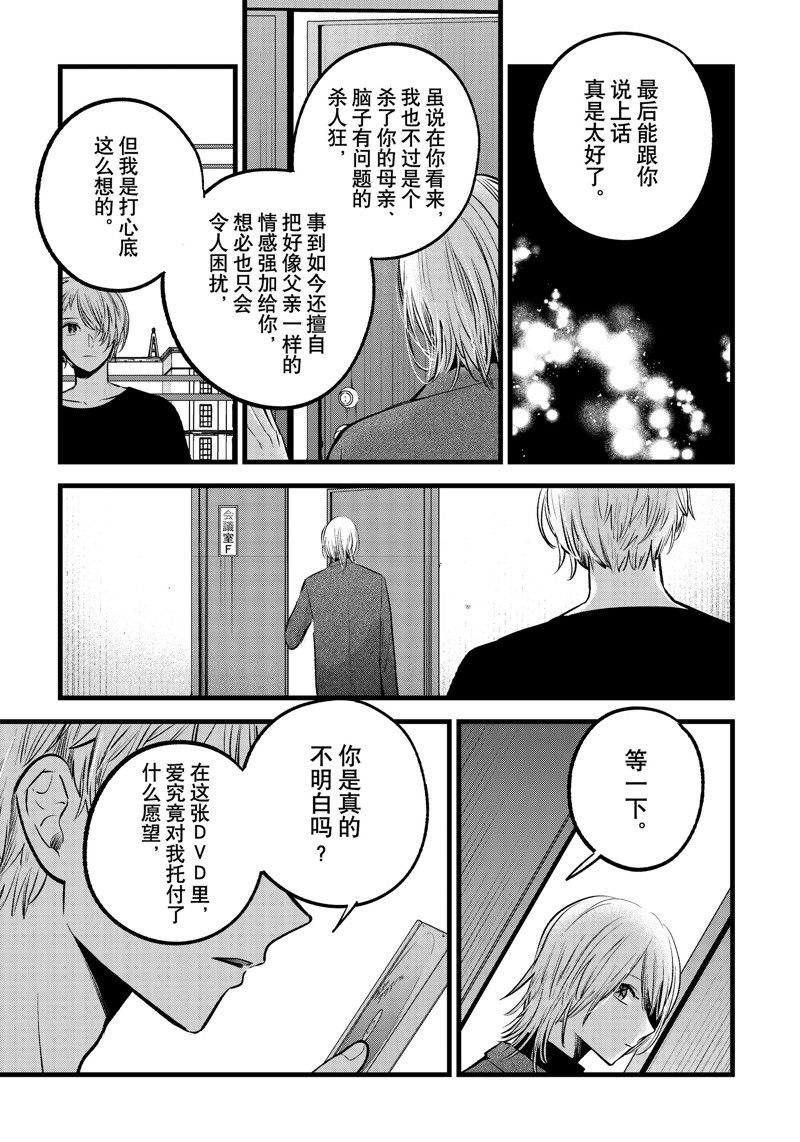 最后能跟你
说上话
真是太好了。
虽说在你看来，
我也不过是个
杀了你的母亲、
脑子有问题的
杀人狂，
事到如今还擅自
把好像父亲一样的
情感强加给你，
想必也只会
令人困扰，
但我是打心底
这么想的。
会議室F
等一下。
你是真的
不明白吗？
在这张DVD里，
爱究竟对我托付了
什么愿望，